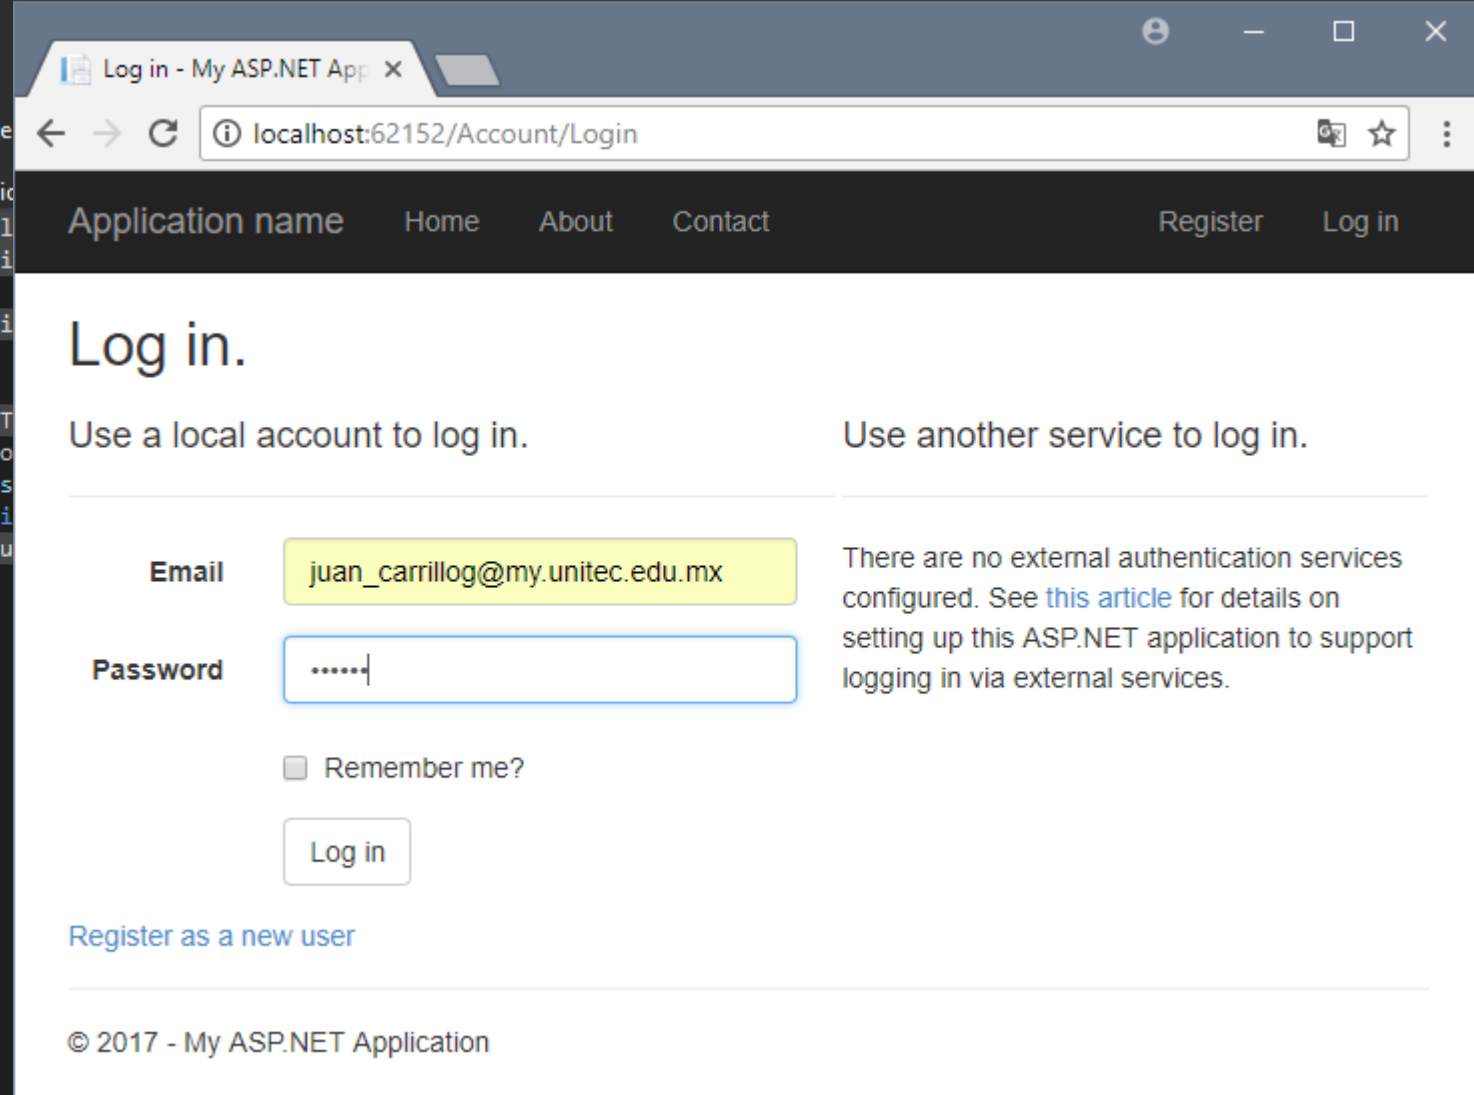 Log in - My ASP.NET App
localhost:62152/Account/Login
Application name Home About Contact Register Log in
Log in.
Use a local account to log in.
Use another service to log in.
Email juan_carrillog@my.unitec.edu.mx
Password ••••••
Remember me?
Log in
There are no external authentication services
configured. See this article for details on
setting up this ASP.NET application to support
logging in via external services.
Register as a new user
© 2017 - My ASP.NET Application